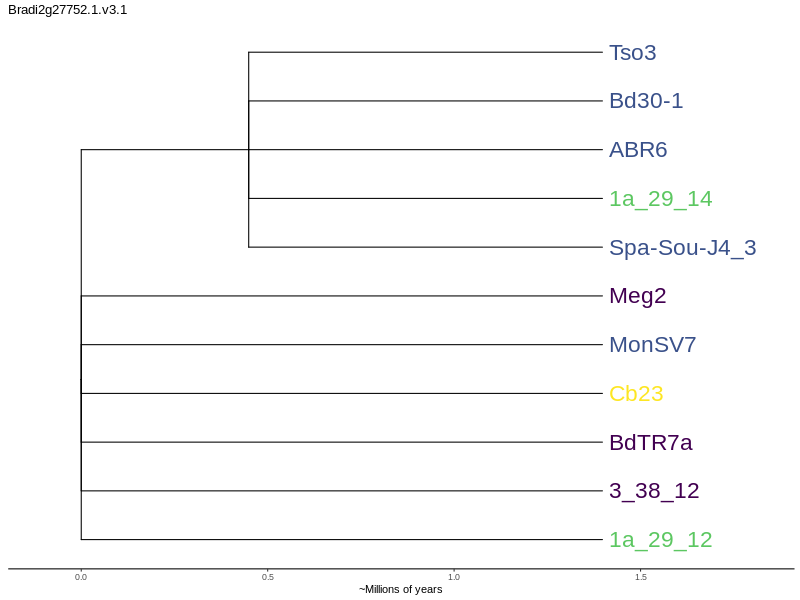 Bradi2g27752.1.v3.1
Tso3
Bd30-1
ABR6
1a_29_14
Spa-Sou-J4_3
Meg2
MonSV7
Cb23
BdTR7a
3_38_12
1a_29_12
0.0 0.5 1.0 1.5
~Millions of years